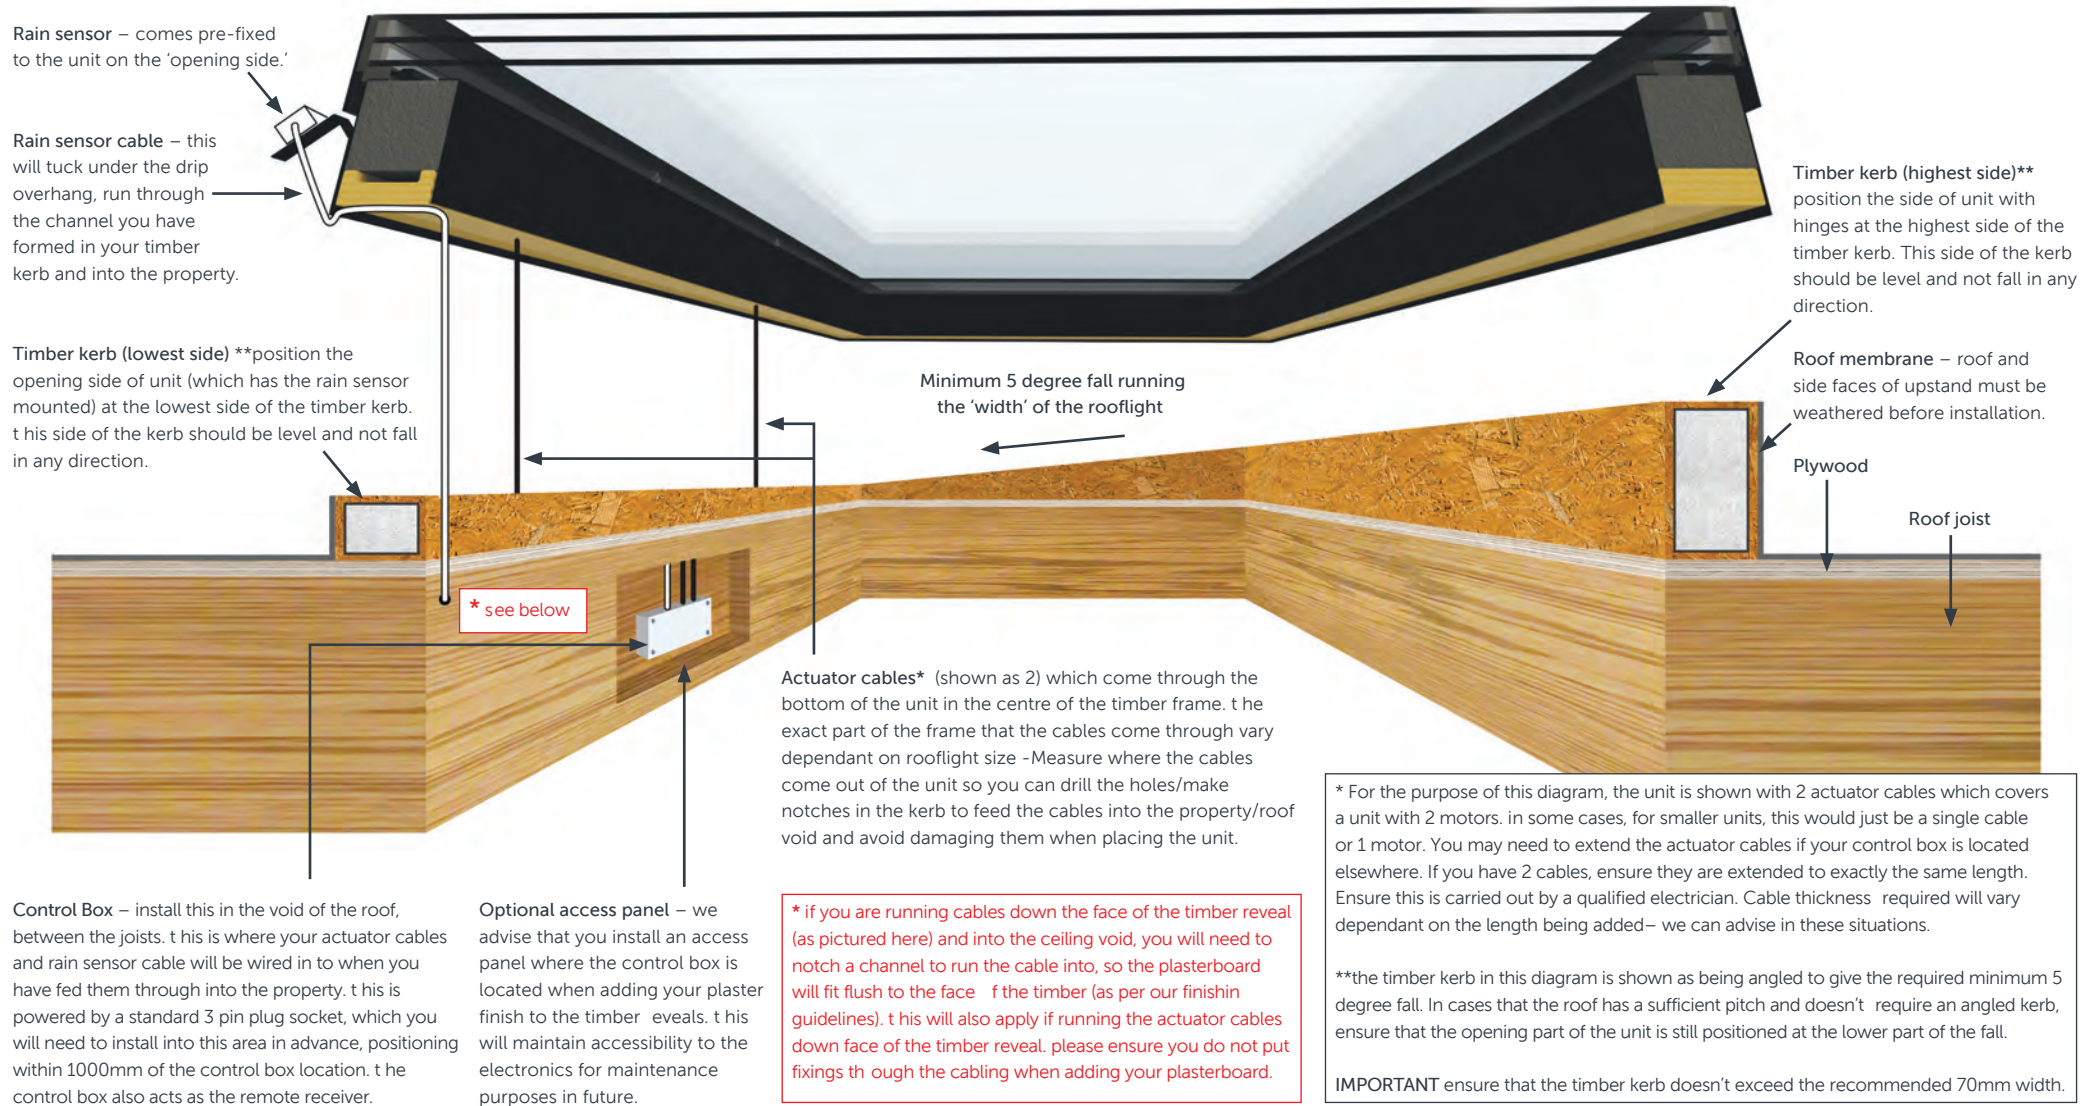 Rain sensor – comes pre-fixed
to the unit on the ‘opening side.’
Rain sensor cable – this
will tuck under the drip
overhang, run through
the channel you have
formed in your timber
kerb and into the property.
Timber kerb (lowest side) **position the
opening side of unit (which has the rain sensor
mounted) at the lowest side of the timber kerb.
t his side of the kerb should be level and not fall
in any direction.
Minimum 5 degree fall running
the ‘width’ of the rooflight
Timber kerb (highest side)**
position the side of unit with
hinges at the highest side of the
timber kerb. This side of the kerb
should be level and not fall in any
direction.
Roof membrane – roof and
side faces of upstand must be
weathered before installation.
Plywood
Roof joist
* see below
Actuator cables* (shown as 2) which come through the
bottom of the unit in the centre of the timber frame. t he
exact part of the frame that the cables come through vary
dependant on rooflight size -Measure where the cables
come out of the unit so you can drill the holes/make
notches in the kerb to feed the cables into the property/roof
void and avoid damaging them when placing the unit.
Control Box – install this in the void of the roof,
between the joists. t his is where your actuator cables
and rain sensor cable will be wired in to when you
have fed them through into the property. t his is
powered by a standard 3 pin plug socket, which you
will need to install into this area in advance, positioning
within 1000mm of the control box location. t he
control box also acts as the remote receiver.
Optional access panel – we
advise that you install an access
panel where the control box is
located when adding your plaster
finish to the timber eveals. t his
will maintain accessibility to the
electronics for maintenance
purposes in future.
* if you are running cables down the face of the timber reveal
(as pictured here) and into the ceiling void, you will need to
notch a channel to run the cable into, so the plasterboard
will fit flush to the face f the timber (as per our finishin
guidelines). t his will also apply if running the actuator cables
down face of the timber reveal. please ensure you do not put
fixings th ough the cabling when adding your plasterboard.
* For the purpose of this diagram, the unit is shown with 2 actuator cables which covers
a unit with 2 motors. in some cases, for smaller units, this would just be a single cable
or 1 motor. You may need to extend the actuator cables if your control box is located
elsewhere. If you have 2 cables, ensure they are extended to exactly the same length.
Ensure this is carried out by a qualified electrician. Cable thickness required will vary
dependant on the length being added– we can advise in these situations.
**the timber kerb in this diagram is shown as being angled to give the required minimum 5
degree fall. In cases that the roof has a sufficient pitch and doesn’t require an angled kerb,
ensure that the opening part of the unit is still positioned at the lower part of the fall.
IMPORTANT ensure that the timber kerb doesn’t exceed the recommended 70mm width.